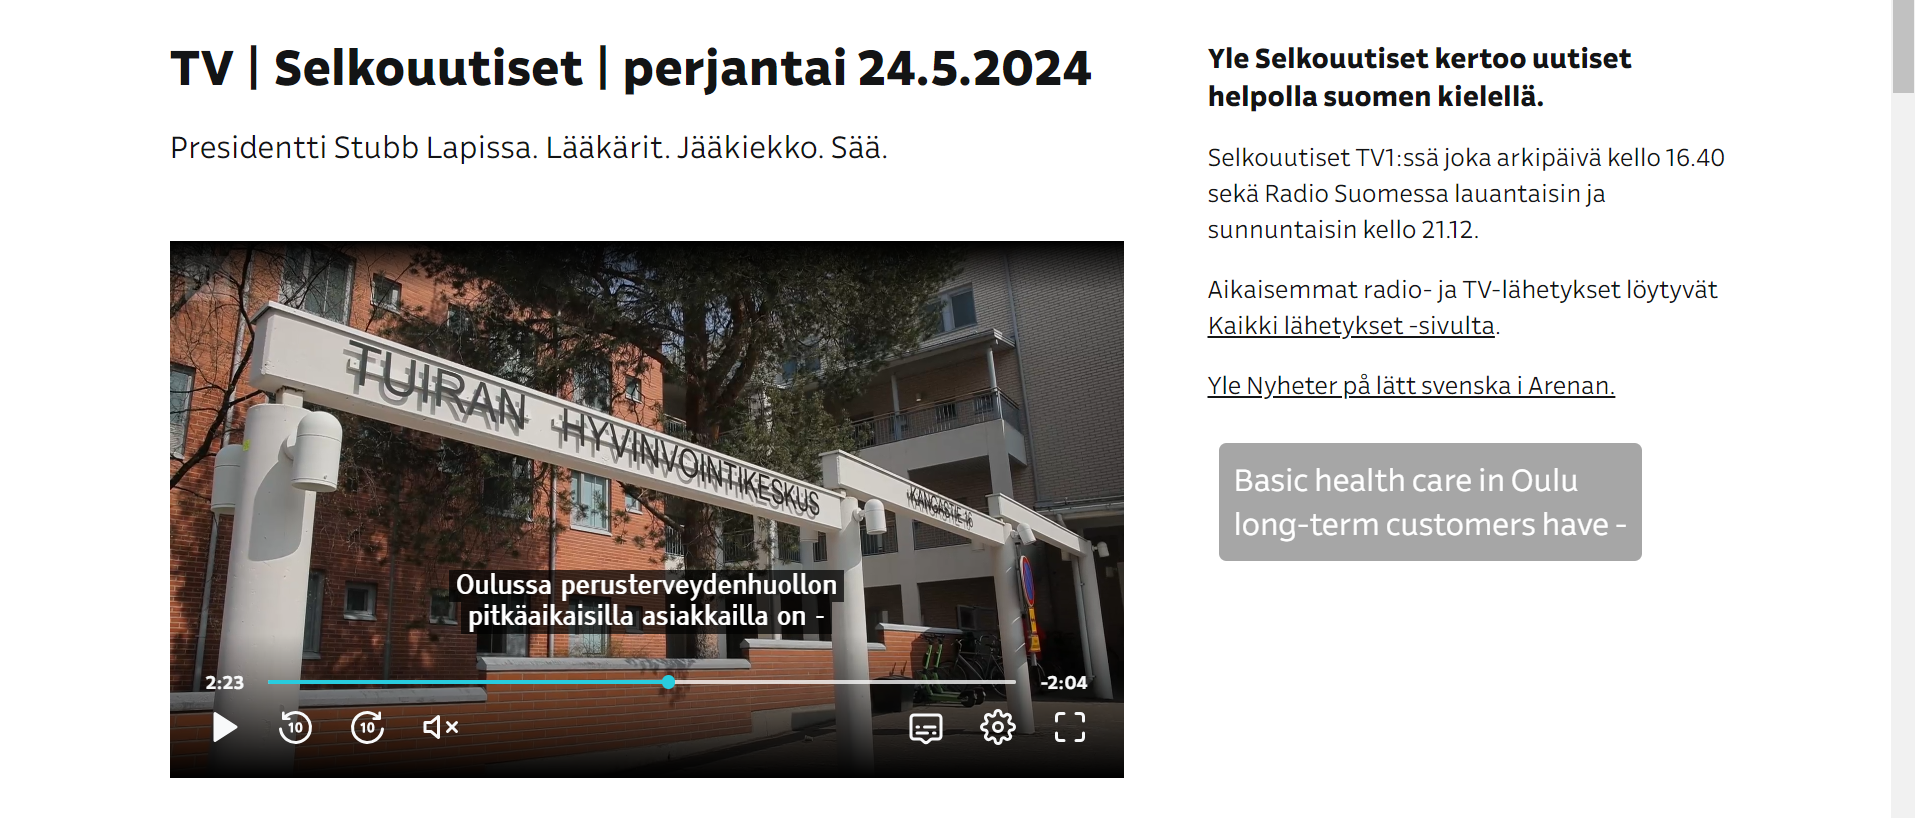 TV | Selkouutiset | perjantai 24.5.2024
Presidentti Stubb Lapissa. Lääkärit. Jääkiekko. Sää.
TUIRAN HYVINVOINTIKESKUS
KANGASTIE 16
Oulussa perusterveydenhuollon
pitkäaikaisilla asiakkailla on -
2:23
-2:04
10
10
Yle Selkouutiset kertoo uutiset
helpolla suomen kielellä.
Selkouutiset TV1:ssä joka arkipäivä kello 16.40
sekä Radio Suomessa lauantaisin ja
sunnuntaisin kello 21.12.
Aikaisemmat radio- ja TV-lähetykset löytyvät
Kaikki lähetykset -sivulta.
Yle Nyheter på lätt svenska i Arenan.
Basic health care in Oulu
long-term customers have -